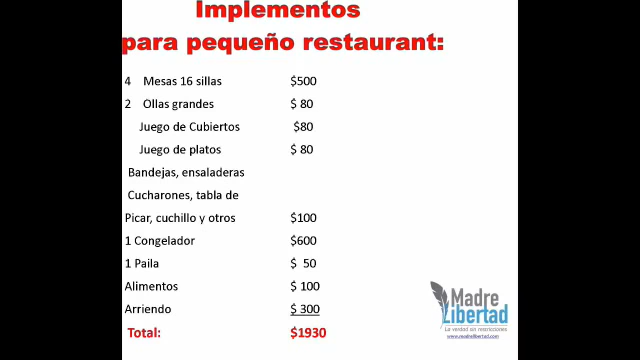 Implementos
para pequeño restaurant:
4 Mesas 16 sillas $500
2 Ollas grandes $ 80
Juego de Cubiertos $80
Juego de platos $ 80
Bandejas, ensaladeras
Cucharones, tabla de
Picar, cuchillo y otros $100
1 Congelador $600
1 Paila $ 50
Alimentos $ 100
Arriendo $ 300
Total: $1930
Madre
Libertad
La verdad sin restricciones
www.madrelibertad.com